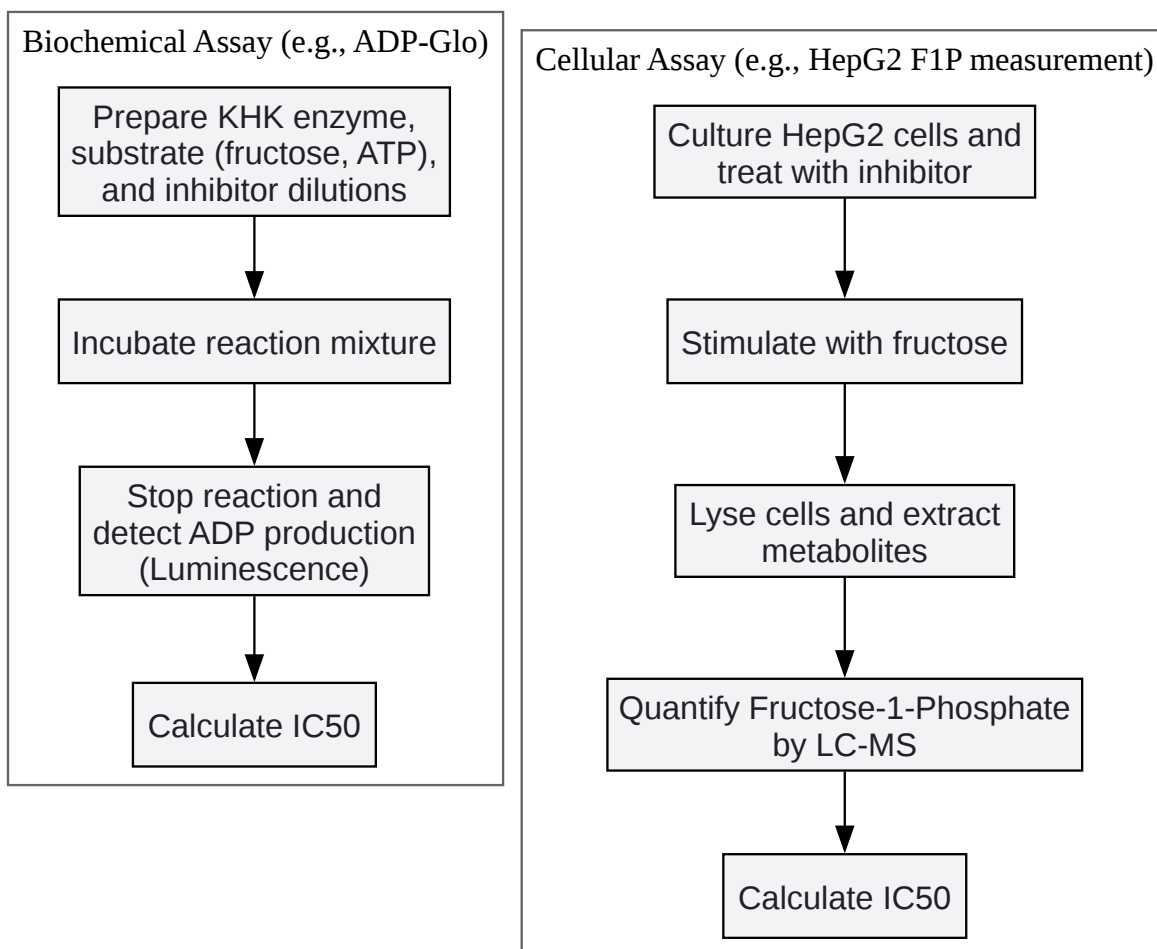 Biochemical Assay (e.g., ADP-Glo)
Prepare KHK enzyme,
substrate (fructose, ATP),
and inhibitor dilutions
Incubate reaction mixture
Stop reaction and
detect ADP production
(Luminescence)
Calculate IC50
Cellular Assay (e.g., HepG2 F1P measurement)
Culture HepG2 cells and
treat with inhibitor
Stimulate with fructose
Lyse cells and extract
metabolites
Quantify Fructose-1-Phosphate
by LC-MS
Calculate IC50